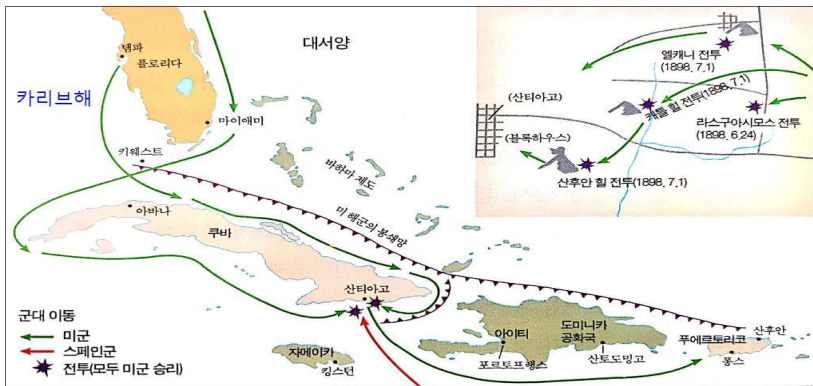 템파
플로리다
대서양
카리브해
마이애미
키웨스트
바하마 제도
미 해군의 봉쇄망
아바나
쿠바
산티아고
군대 이동
미군
스페인군
전투(모두 미군 승리)
자메이카
킹스턴
아이티
포르토프랭스
도미니카
공화국
산토도밍고
푸에르토리코
산후안
퐁스
엘캐니 전투
(1898. 7.1)
캐틀 힐 전투(1898. 7.1)
(산티아고)
라스구아시모스 전투
(1898. 6.24)
(블록하우스)
산후안 힐 전투(1898. 7.1)